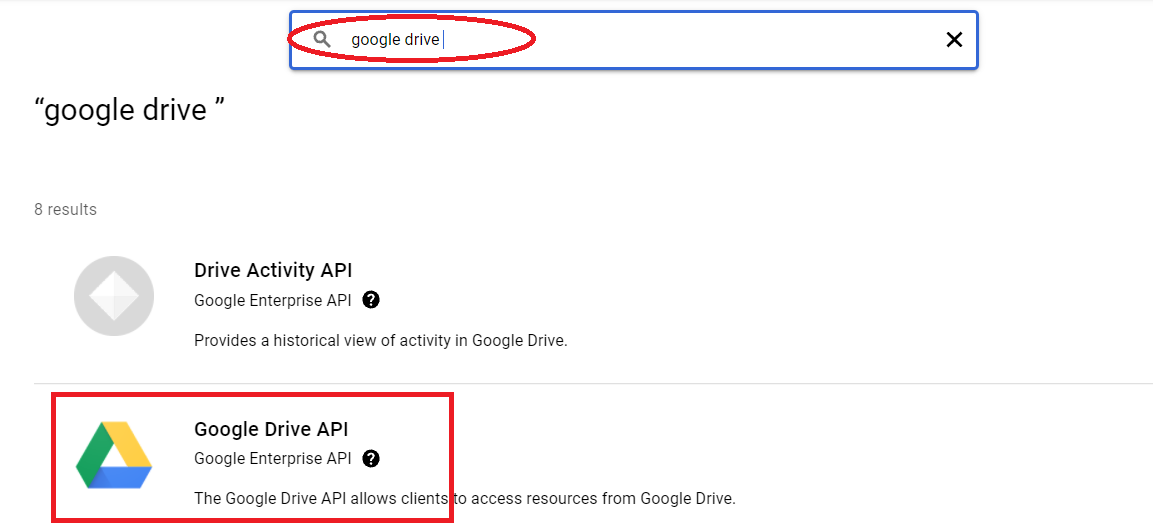 google drive
“google drive ”
8 results
Drive Activity API
Google Enterprise API ?
Provides a historical view of activity in Google Drive.
Google Drive API
Google Enterprise API ?
The Google Drive API allows clients to access resources from Google Drive.